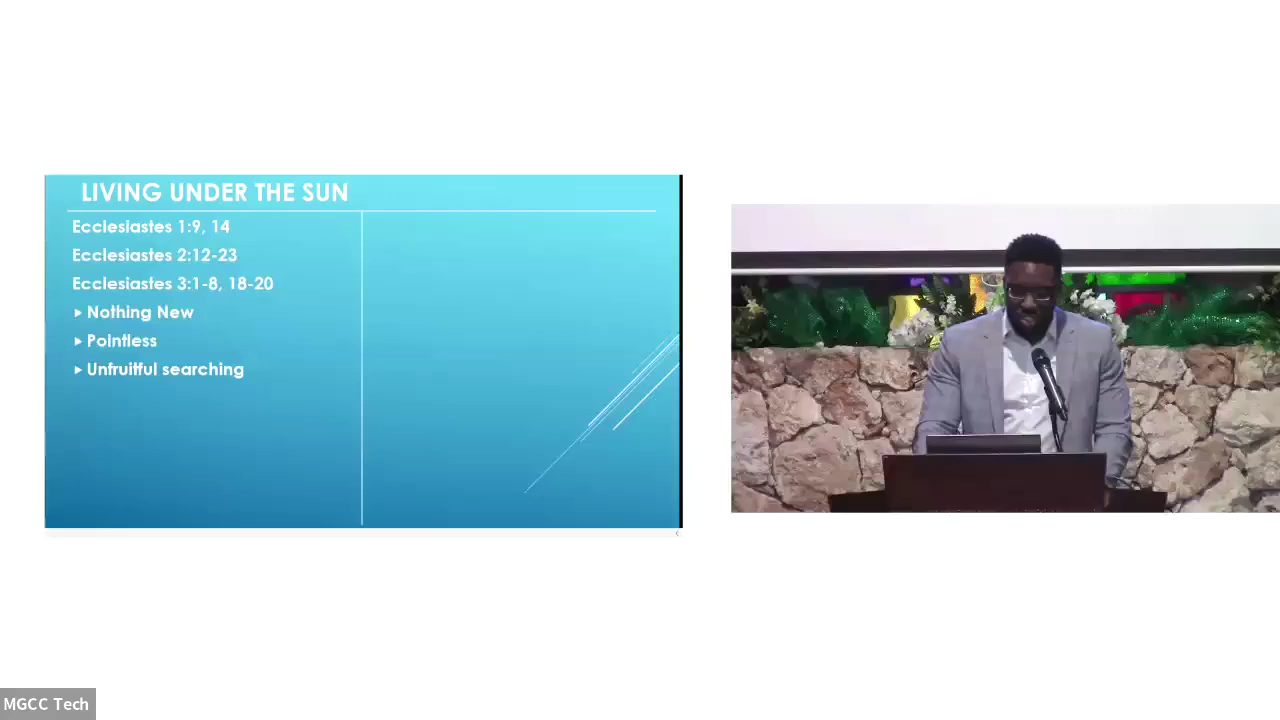 LIVING UNDER THE SUN
Ecclesiastes 1:9, 14
Ecclesiastes 2:12-23
Ecclesiastes 3:1-8, 18-20
Nothing New
Pointless
Unfruitful searching
MGCC Tech